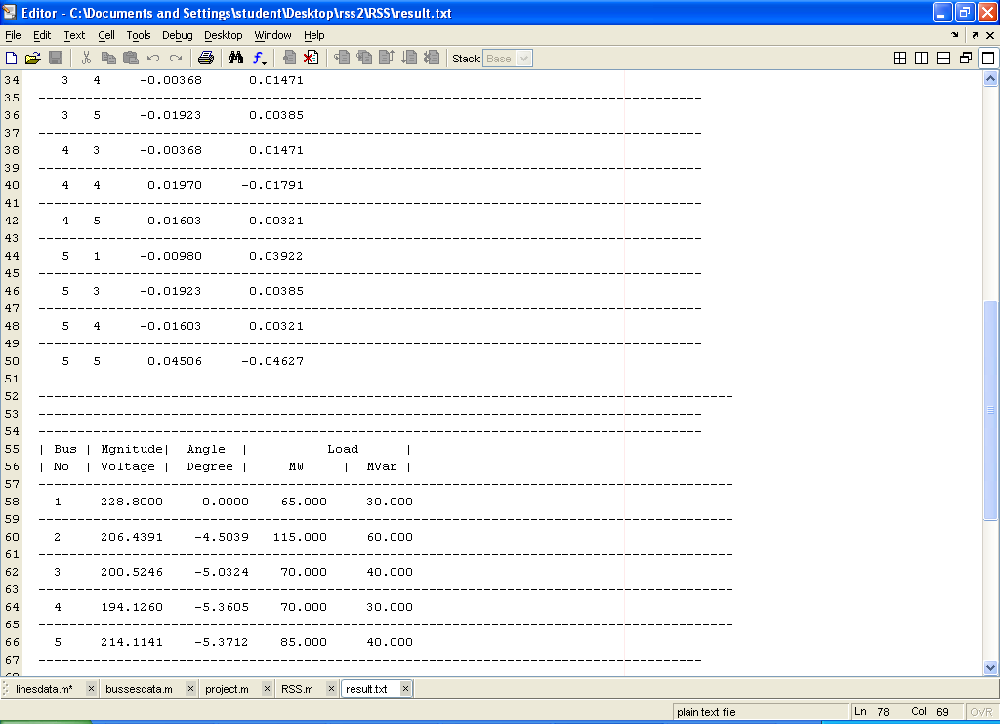 Editor - C:\Documents and Settings\student\Desktop\rss2\RSS\result.txt
File Edit Text Cell Tools Debug Desktop Window Help
Stack: Base
34 3 4 -0.00368 0.01471
35 -------------------------------------------------------------------------------------
36 3 5 -0.01923 0.00385
37 -------------------------------------------------------------------------------------
38 4 3 -0.00368 0.01471
39 -------------------------------------------------------------------------------------
40 4 4 0.01970 -0.01791
41 -------------------------------------------------------------------------------------
42 4 5 -0.01603 0.00321
43 -------------------------------------------------------------------------------------
44 5 1 -0.00980 0.03922
45 -------------------------------------------------------------------------------------
46 5 3 -0.01923 0.00385
47 -------------------------------------------------------------------------------------
48 5 4 -0.01603 0.00321
49 -------------------------------------------------------------------------------------
50 5 5 0.04506 -0.04627
51
52 -----------------------------------------------------------------------------------------
53 -------------------------------------------------------------------------------------
54 -------------------------------------------------------------------------------------
55 | Bus | Mgnitude| Angle | Load |
56 | No | Voltage | Degree | MW | MVar |
57 -----------------------------------------------------------------------------------------
58 1 228.8000 0.0000 65.000 30.000
59 -----------------------------------------------------------------------------------------
60 2 206.4391 -4.5039 115.000 60.000
61 -----------------------------------------------------------------------------------------
62 3 200.5246 -5.0324 70.000 40.000
63 -----------------------------------------------------------------------------------------
64 4 194.1260 -5.3605 70.000 30.000
65 -----------------------------------------------------------------------------------------
66 5 214.1141 -5.3712 85.000 40.000
67 -----------------------------------------------------------------------------------------
linesdata.m* bussesdata.m project.m RSS.m result.txt
plain text file Ln 78 Col 69 OVR